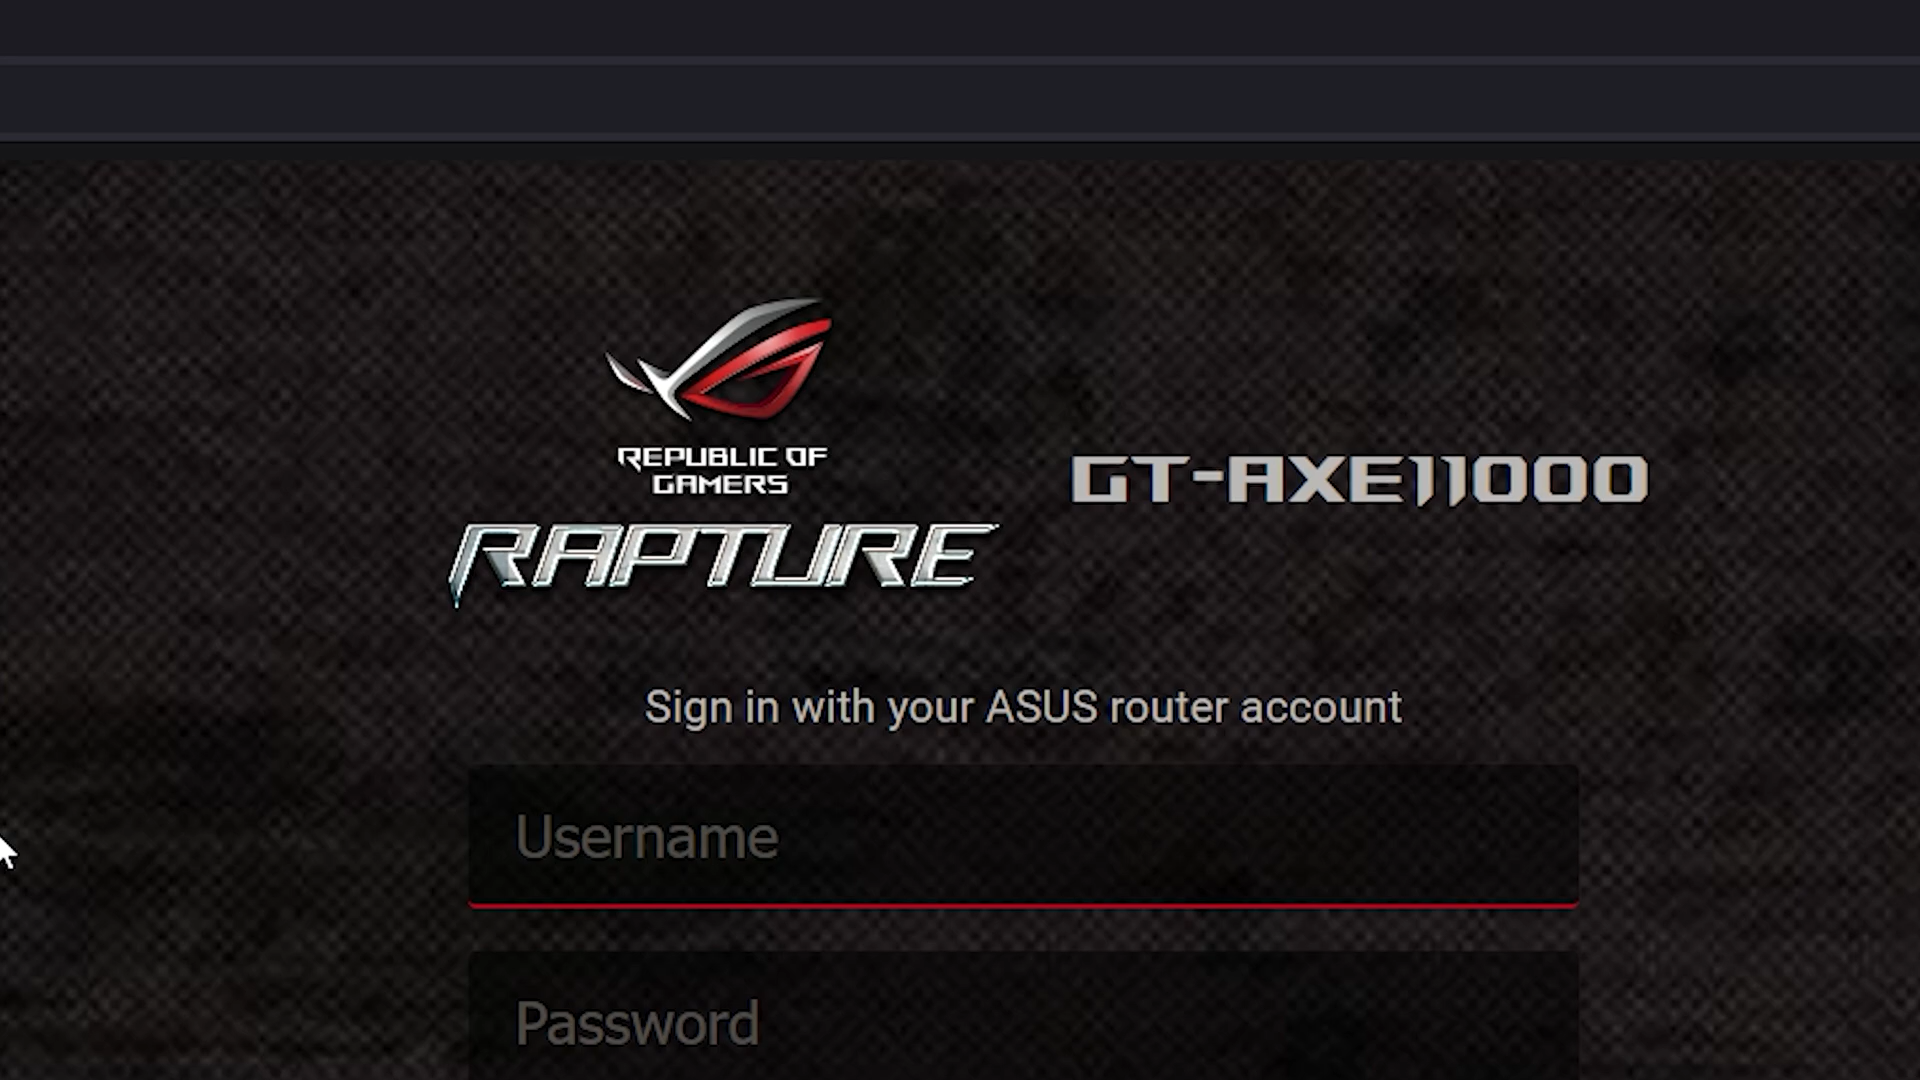 REPUBLIC OF
GAMERS
RAPTURE
GT-AXE11000
Sign in with your ASUS router account
Username
Password